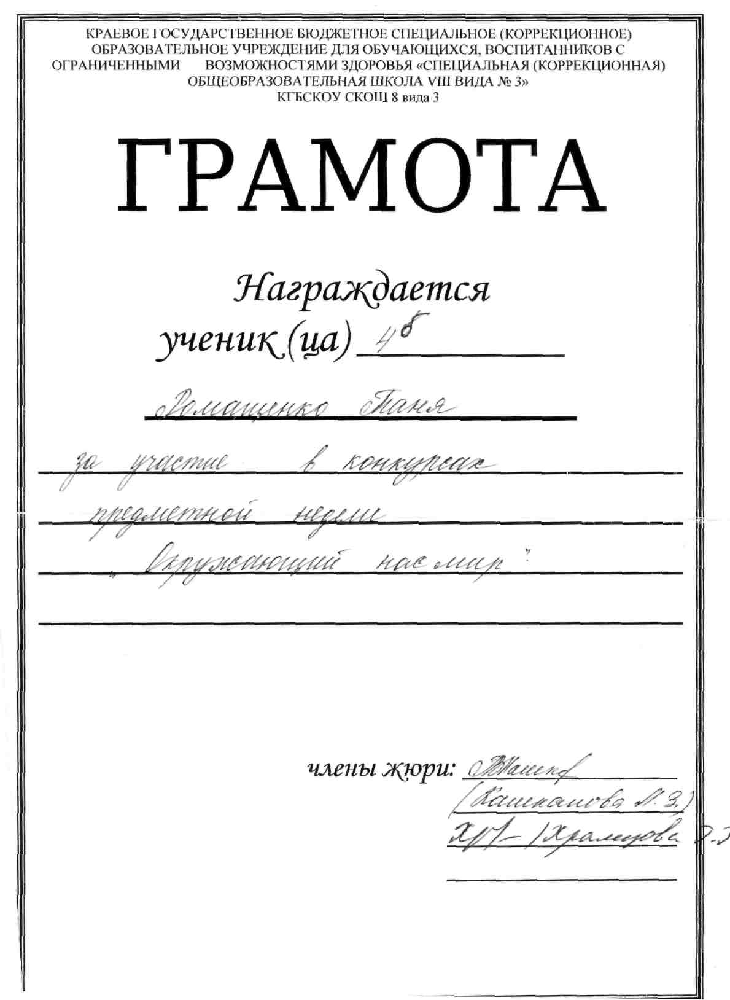 КРАЕВОЕ ГОСУДАРСТВЕННОЕ БЮДЖЕТНОЕ СПЕЦИАЛЬНОЕ (КОРРЕКЦИОННОЕ)
ОБРАЗОВАТЕЛЬНОЕ УЧРЕЖДЕНИЕ ДЛЯ ОБУЧАЮЩИХСЯ, ВОСПИТАННИКОВ С
ОГРАНИЧЕННЫМИ ВОЗМОЖНОСТЯМИ ЗДОРОВЬЯ «СПЕЦИАЛЬНАЯ (КОРРЕКЦИОННАЯ)
ОБЩЕОБРАЗОВАТЕЛЬНАЯ ШКОЛА VIII ВИДА № 3»
КГБСКОУ СКОШ 8 вида 3
ГРАМОТА
Награждается
ученик (ца) 4б
Ромащенко Таня
за участие в конкурсах
предметной недели
„Окружающий нас мир".
члены жюри:
(Кашканова Л. З.)
Храмцова